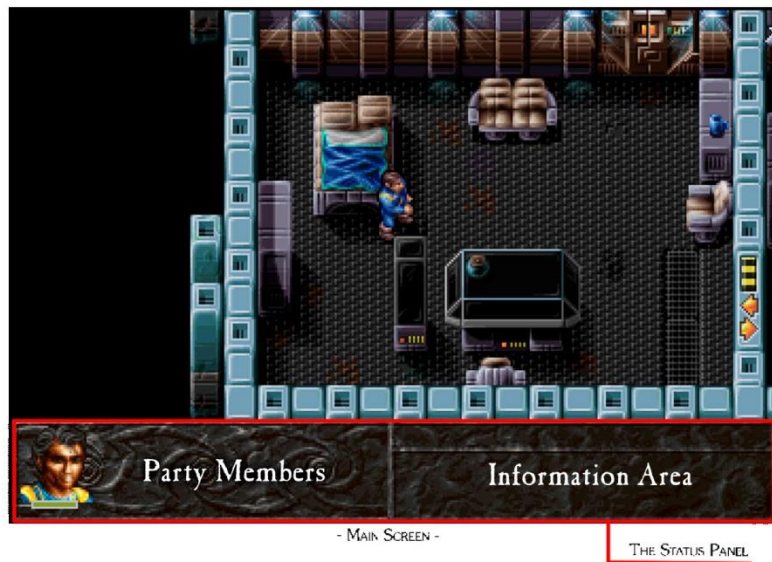 Party Members
Information Area
- Main Screen -
The Status Panel